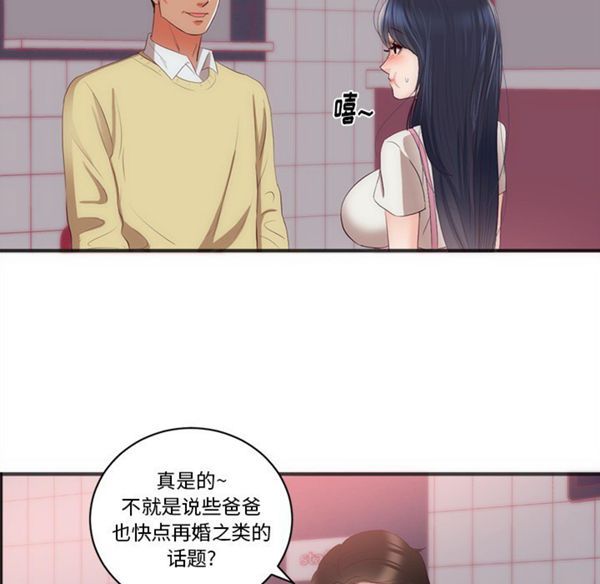 嘻~
真是的~
不就是说些爸爸
也快点再婚之类的
话题?